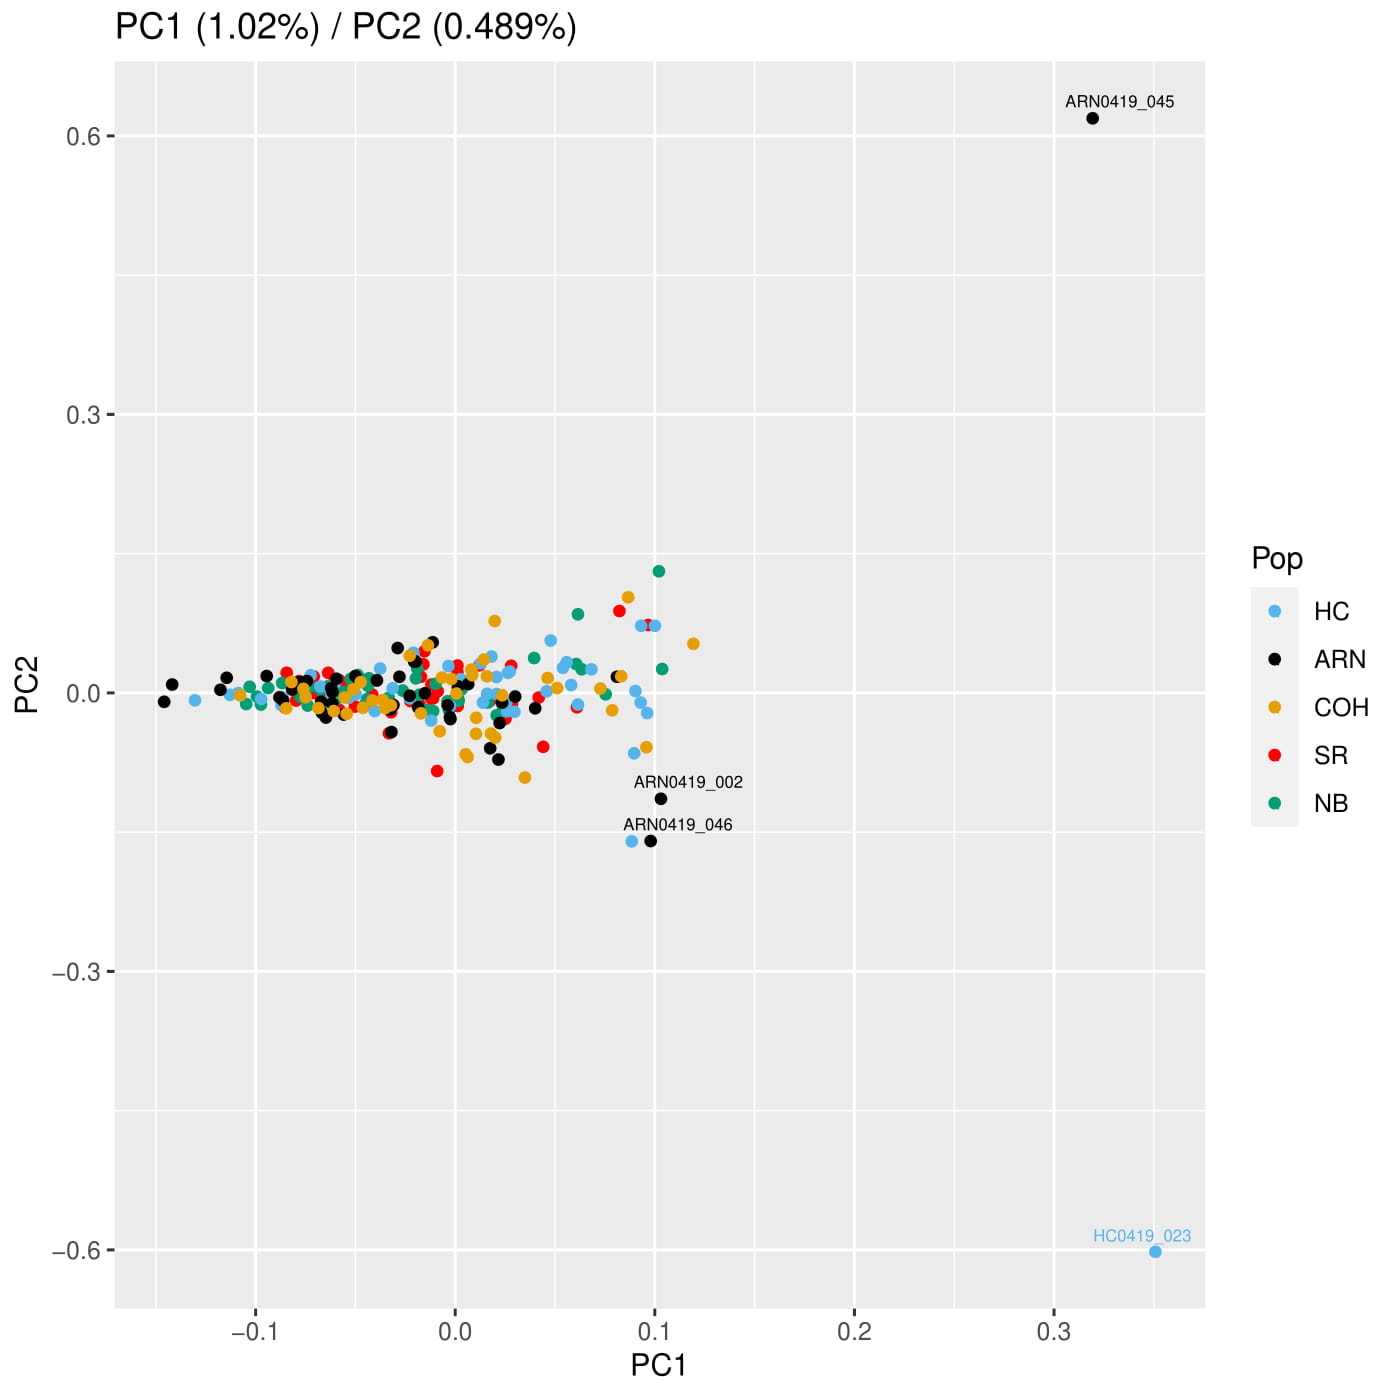 PC1 (1.02%) / PC2 (0.489%)
ARN0419_045
0.6
0.3
0.0
−0.3
−0.6
PC2
ARN0419_002
ARN0419_046
HC0419_023
−0.1
0.0
0.1
0.2
0.3
PC1
Pop
HC
ARN
COH
SR
NB